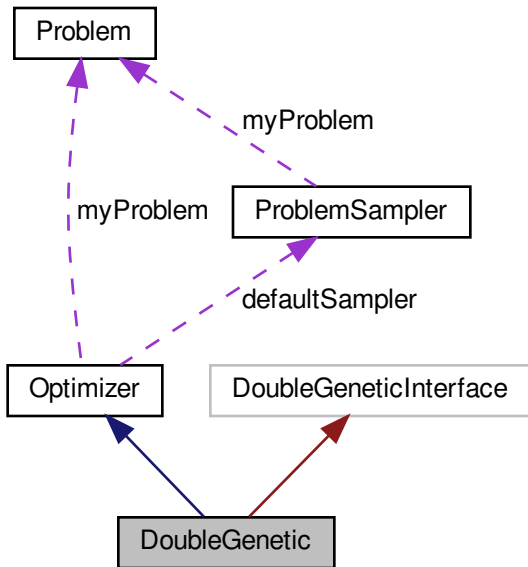 Problem
myProblem
ProblemSampler
myProblem
defaultSampler
Optimizer
DoubleGeneticInterface
DoubleGenetic